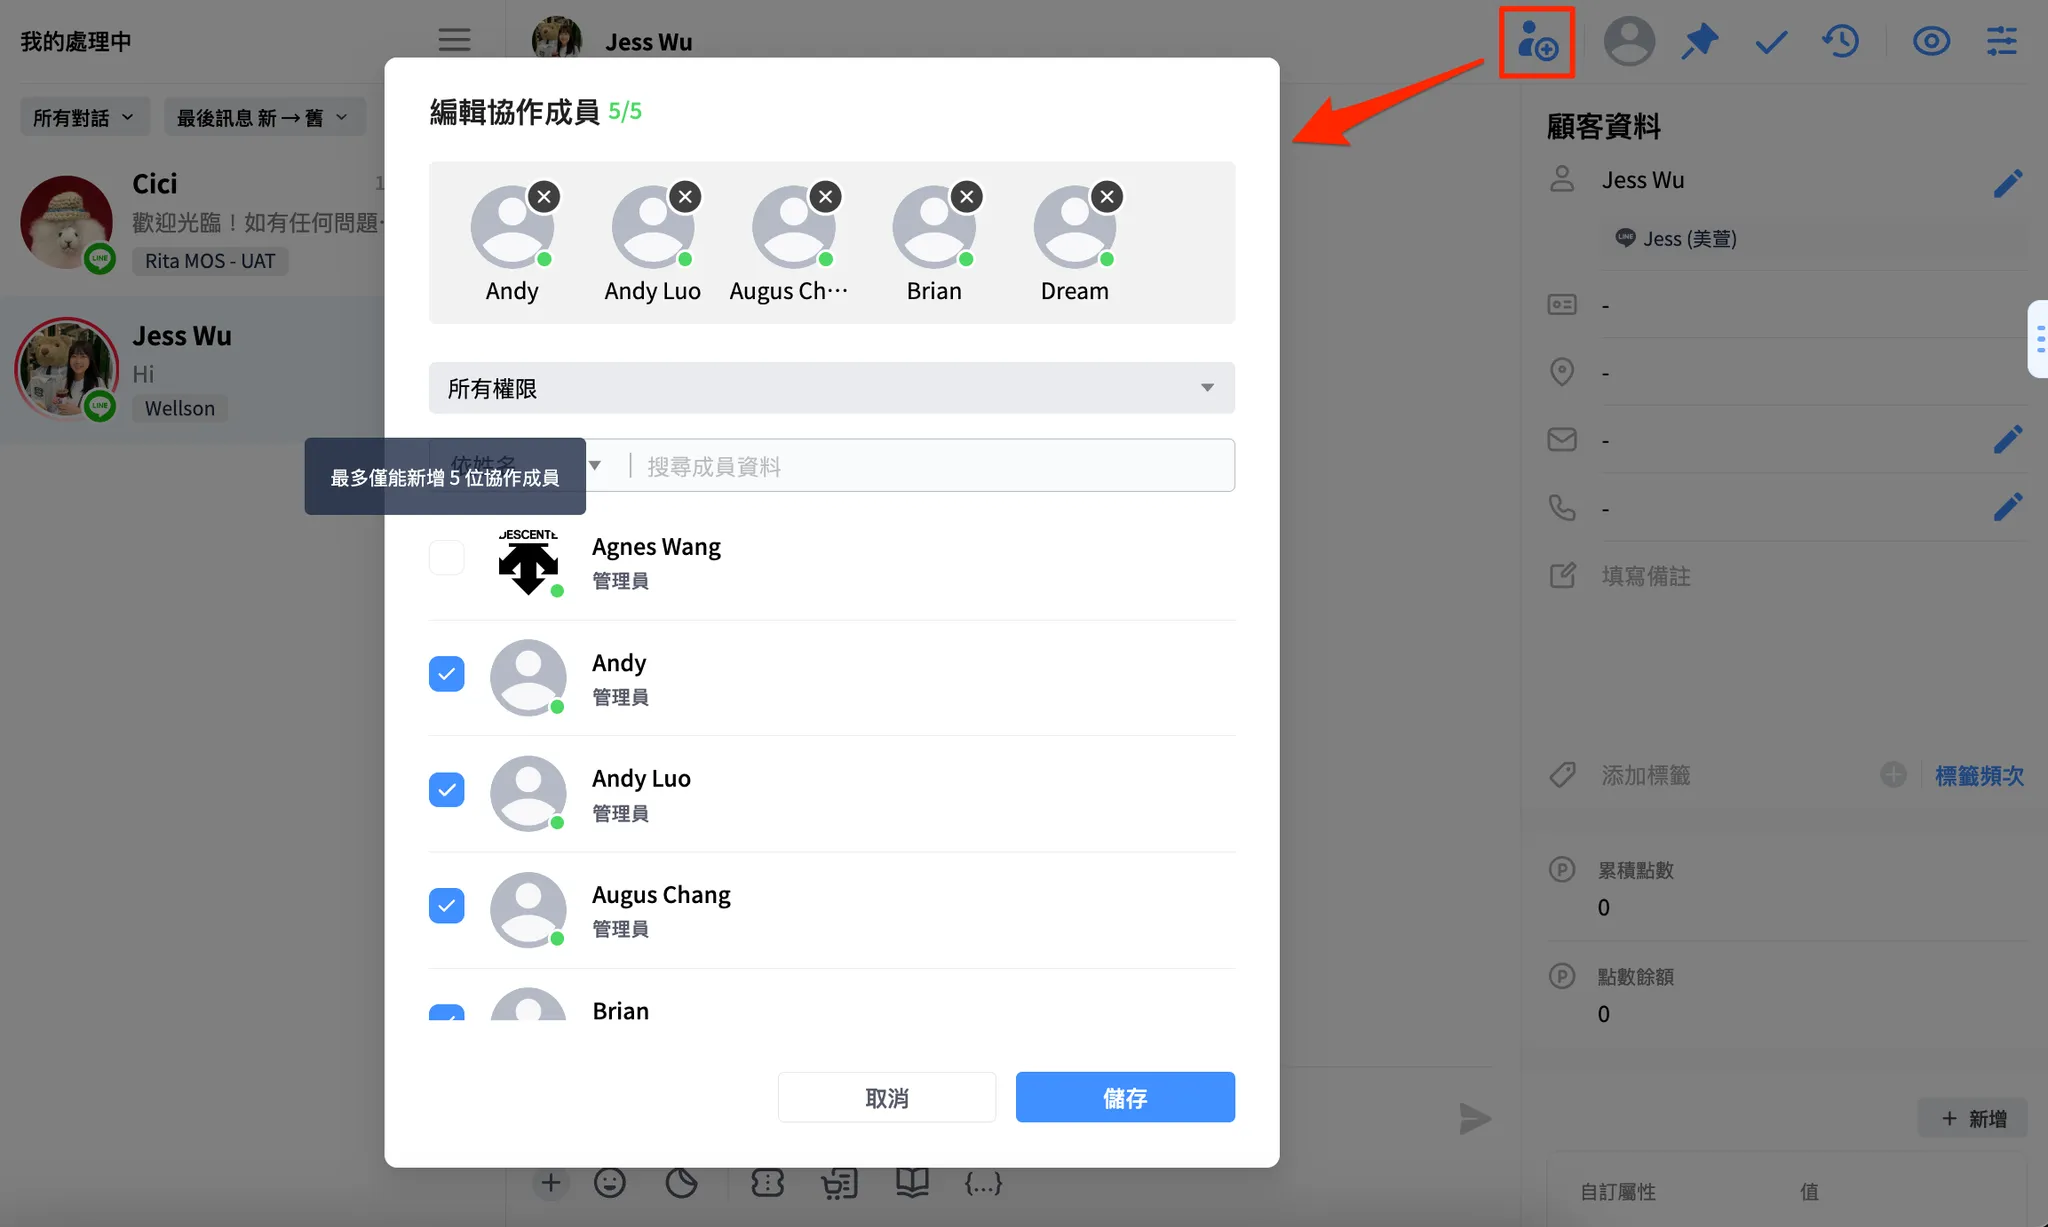 我的處理中
所有對話
最後訊息 新 → 舊
Cici
歡迎光臨！如有任何問題
Rita MOS - UAT
Jess Wu
Hi
Wellson
Jess Wu
編輯協作成員 5/5
Andy
Andy Luo
Augus Ch…
Brian
Dream
所有權限
依姓名
搜尋成員資料
最多僅能新增 5 位協作成員
Agnes Wang
管理員
Andy
管理員
Andy Luo
管理員
Augus Chang
管理員
Brian
取消
儲存
顧客資料
Jess Wu
LINE Jess (美萱)
-
-
-
-
填寫備註
添加標籤
標籤頻次
累積點數
0
點數餘額
0
+ 新增
自訂屬性
值